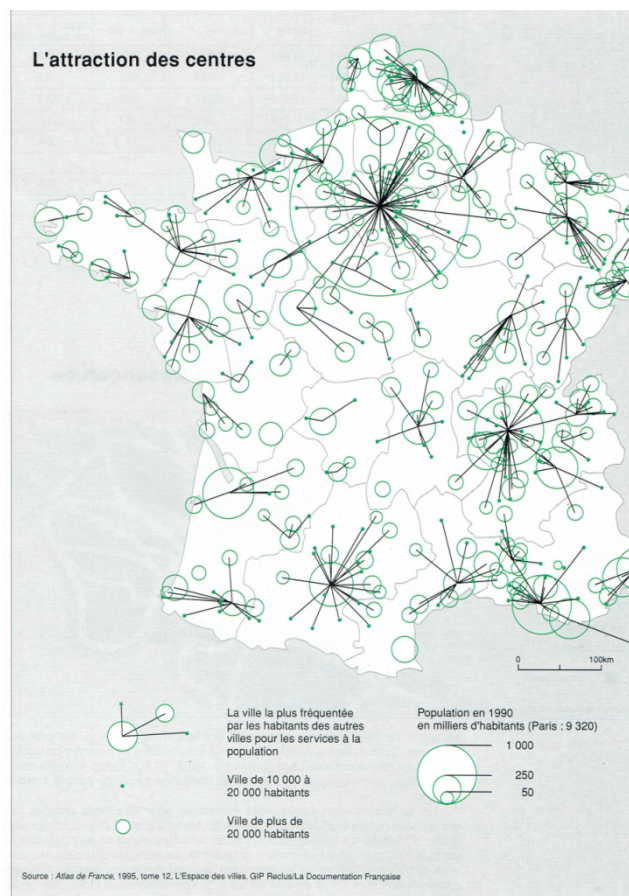 L'attraction des centres
0
100km
La ville la plus fréquentée
par les habitants des autres
villes pour les services à la
population
Ville de 10 000 à
20 000 habitants
Ville de plus de
20 000 habitants
Population en 1990
en milliers d'habitants (Paris : 9 320)
1 000
250
50
Source : Atlas de France, 1995, tome 12, L'Espace des villes. GIP Reclus/La Documentation Française